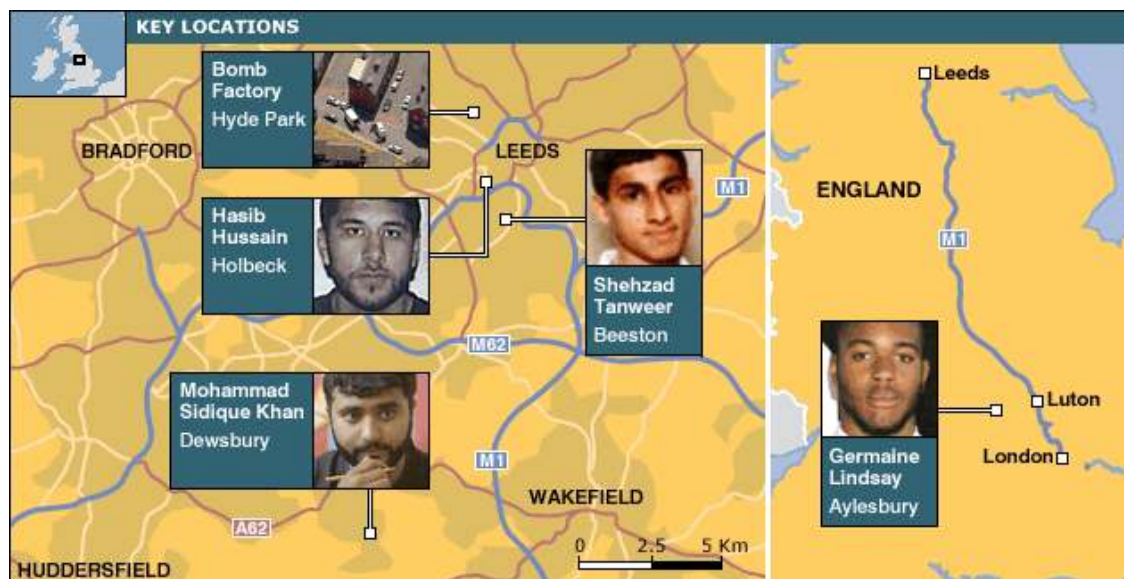 KEY LOCATIONS
Bomb
Factory
Hyde Park
BRADFORD
LEEDS
M1
Hasib
Hussain
Holbeck
Shehzad
Tanweer
Beeston
M62
Mohammad
Sidique Khan
Dewsbury
M1
A62
WAKEFIELD
0 2.5 5 Km
HUDDERSFIELD
Leeds
ENGLAND
M1
Luton
London
Germaine
Lindsay
Aylesbury